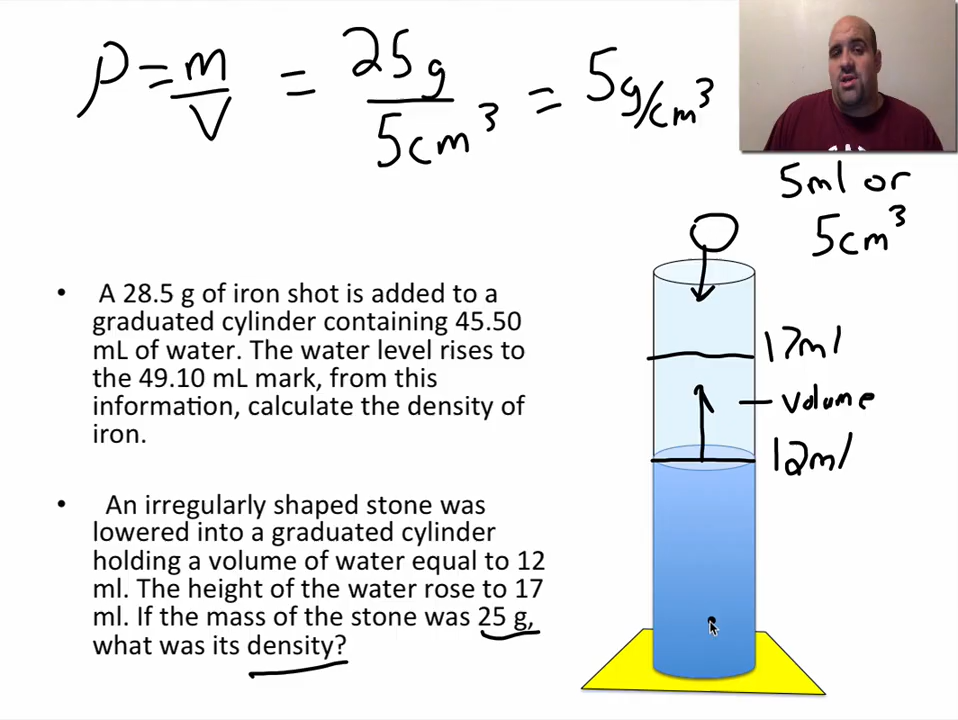 ρ = m/V = 25g/5cm³ = 5g/cm³
5ml or
5cm³
• A 28.5 g of iron shot is added to a
graduated cylinder containing 45.50
mL of water. The water level rises to
the 49.10 mL mark, from this
information, calculate the density of
iron.
• An irregularly shaped stone was
lowered into a graduated cylinder
holding a volume of water equal to 12
ml. The height of the water rose to 17
ml. If the mass of the stone was 25 g,
what was its density?
17ml
volume
12ml